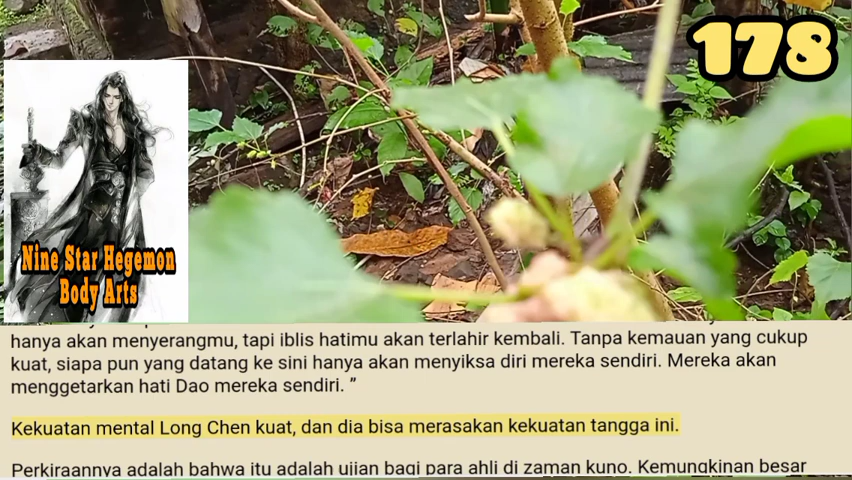 178
Nine Star Hegemon
Body Arts
hanya akan menyerangmu, tapi iblis hatimu akan terlahir kembali. Tanpa kemauan yang cukup
kuat, siapa pun yang datang ke sini hanya akan menyiksa diri mereka sendiri. Mereka akan
menggetarkan hati Dao mereka sendiri. ”
Kekuatan mental Long Chen kuat, dan dia bisa merasakan kekuatan tangga ini.
Perkiraannya adalah bahwa itu adalah ujian bagi para ahli di zaman kuno. Kemungkinan besar